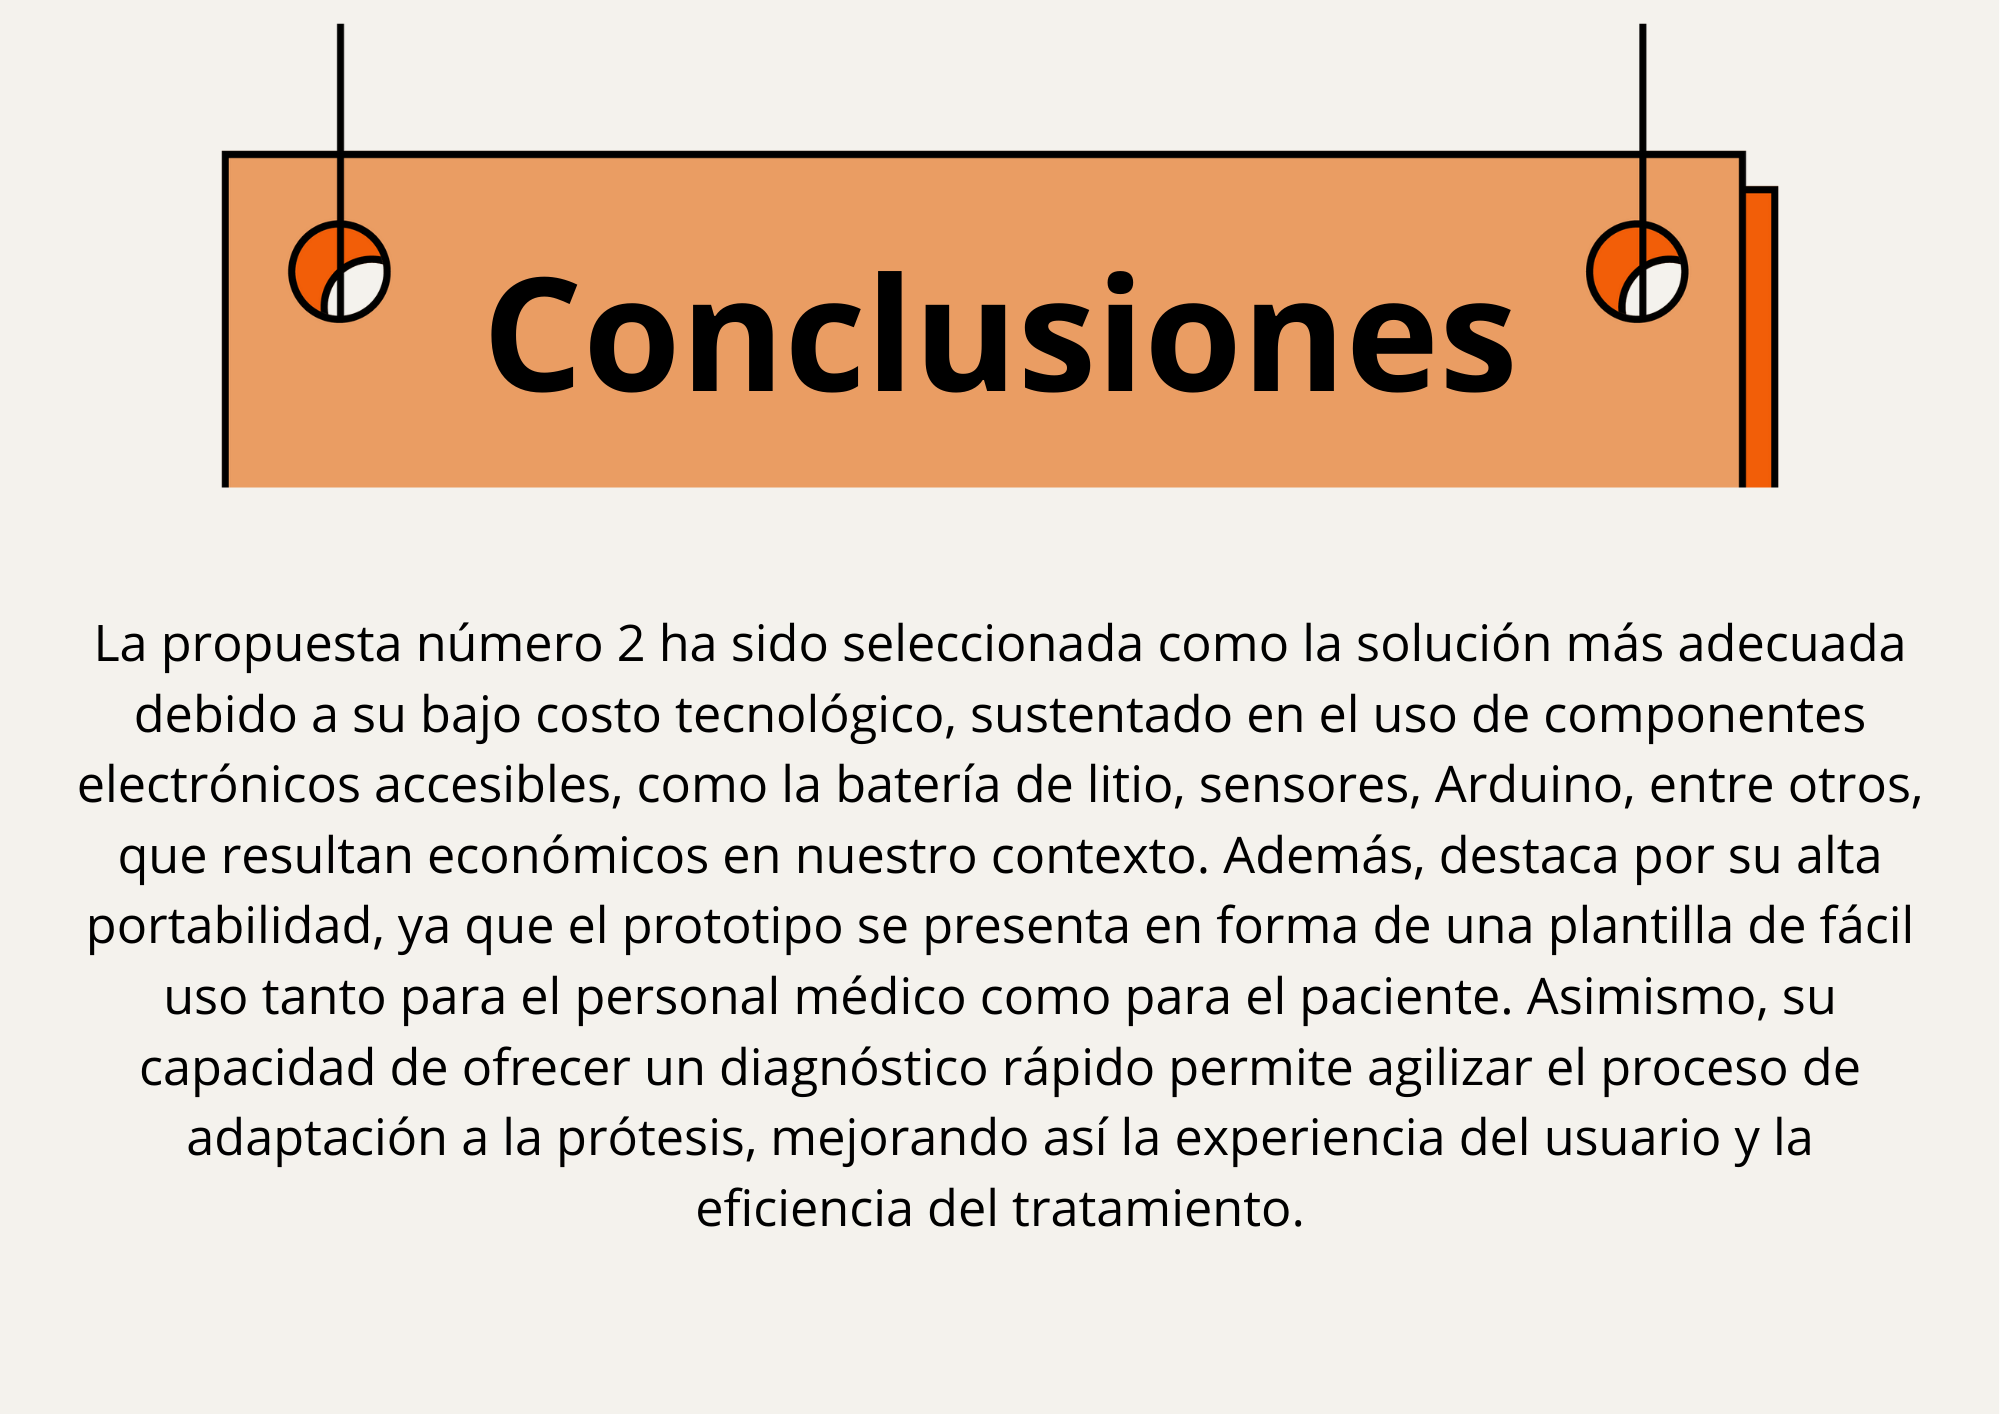 Conclusiones
La propuesta número 2 ha sido seleccionada como la solución más adecuada
debido a su bajo costo tecnológico, sustentado en el uso de componentes
electrónicos accesibles, como la batería de litio, sensores, Arduino, entre otros,
que resultan económicos en nuestro contexto. Además, destaca por su alta
portabilidad, ya que el prototipo se presenta en forma de una plantilla de fácil
uso tanto para el personal médico como para el paciente. Asimismo, su
capacidad de ofrecer un diagnóstico rápido permite agilizar el proceso de
adaptación a la prótesis, mejorando así la experiencia del usuario y la
eficiencia del tratamiento.